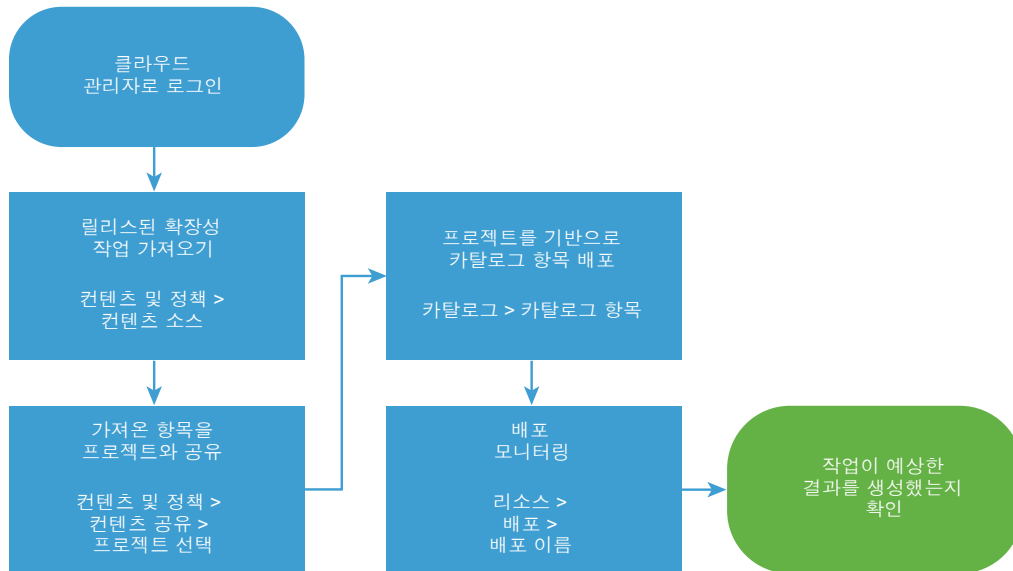 클라우드
관리자로 로그인
릴리스된 확장성
작업 가져오기
컨텐츠 및 정책 >
컨텐츠 소스
가져온 항목을
프로젝트와 공유
컨텐츠 및 정책 >
컨텐츠 공유 >
프로젝트 선택
프로젝트를 기반으로
카탈로그 항목 배포
카탈로그 > 카탈로그 항목
배포
모니터링
리소스 >
배포 >
배포 이름
작업이 예상한
결과를 생성했는지
확인